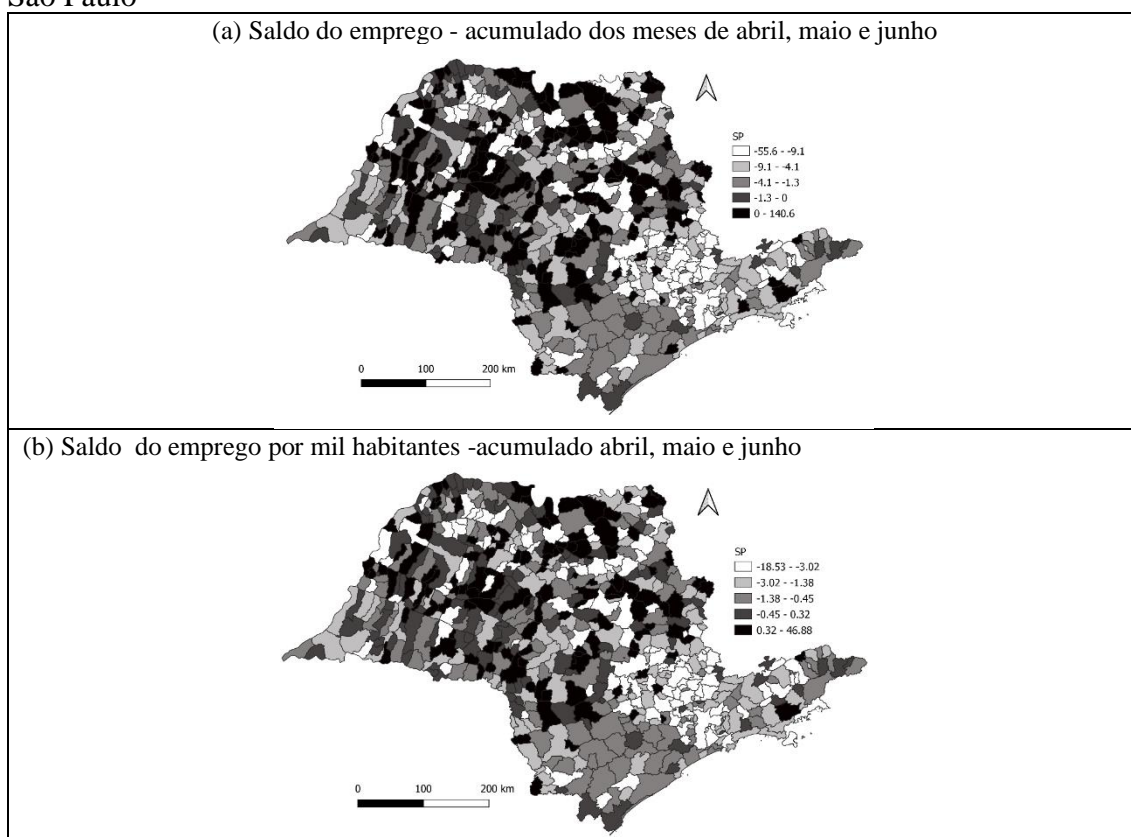 São Paulo
(a) Saldo do emprego - acumulado dos meses de abril, maio e junho
SP
-55.6 - -9.1
-9.1 - -4.1
-4.1 - -1.3
-1.3 - 0
0 - 140.6
0 100 200 km
(b) Saldo do emprego por mil habitantes -acumulado abril, maio e junho
SP
-18.53 - -3.02
-3.02 - -1.38
-1.38 - -0.45
-0.45 - 0.32
0.32 - 46.88
0 100 200 km